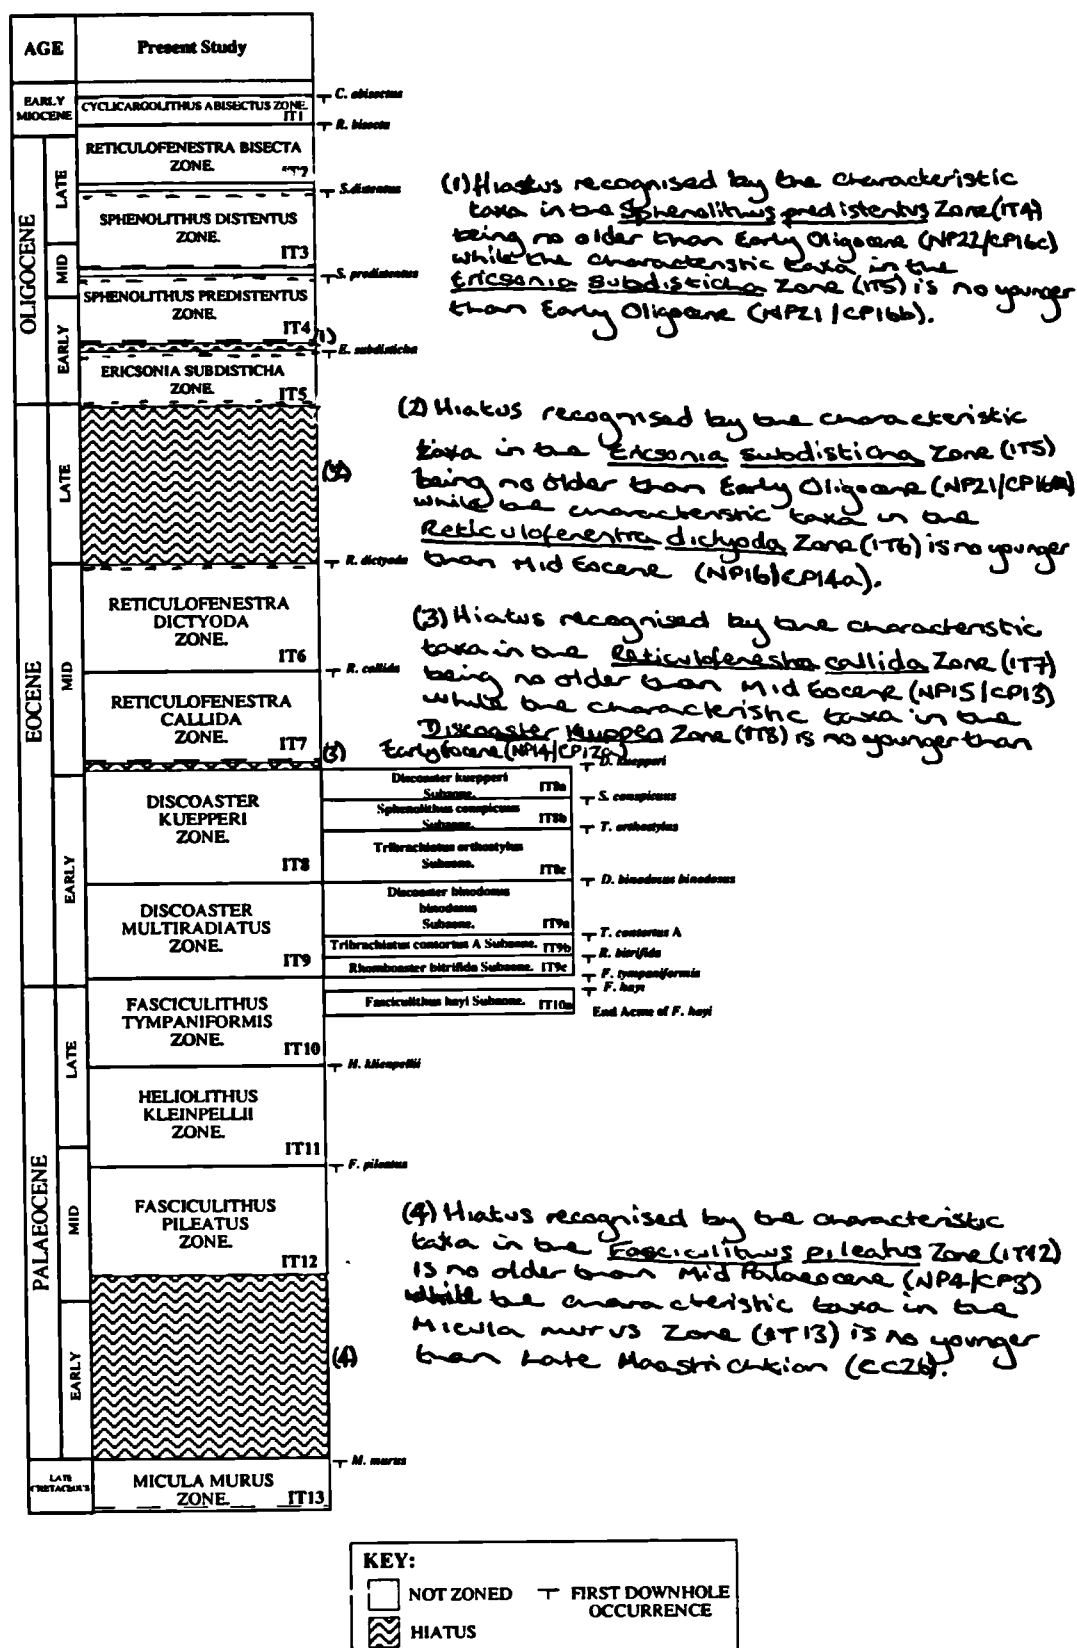 AGE
Present Study
EARLY
MIOCENE
CYCLICARGOLITHUS ABISECTUS ZONE.
IT1
C. abisectus
R. bisecta
OLIGOCENE
LATE
RETICULOFENESTRA BISECTA
ZONE.
S. distentus
SPHENOLITHUS DISTENTUS
ZONE.
IT3
MID
S. predistentus
SPHENOLITHUS PREDISTENTUS
ZONE.
IT4
(1)
EARLY
E. subdisticha
ERICSONIA SUBDISTICHA
ZONE.
IT5
(1) Hiastus recognised by the characteristic
taxa in the Sphenolithus predistentus Zone (IT4)
being no older than Early Oligocene (NP22/CP16c)
while the characteristic taxa in the
Ericsonia subdisticha Zone (IT5) is no younger
than Early Oligocene (NP21/CP16b).
EOCENE
LATE
(2) Hiatus recognised by the characteristic
taxa in the Ericsonia subdisticha Zone (IT5)
being no older than Early Oligocene
while the characteristic taxa in the
Reticulofenestra dictyoda Zone (IT6) is no younger
than Mid Eocene (NP16/CP14a).
R. dictyoda
MID
RETICULOFENESTRA
DICTYODA
ZONE.
IT6
R. callida
RETICULOFENESTRA
CALLIDA
ZONE.
IT7
(3)
(3) Hiatus recognised by the characteristic
taxa in the Reticulofenestra callida Zone (IT7)
being no older than Mid Eocene (NP15/CP13)
while the characteristic taxa in the
Discoaster Zone (IT8) is no younger than
Early Eocene (NP14/CP12a)
D. kuepperi
EARLY
DISCOASTER
KUEPPERI
ZONE.
IT8
Discoaster kuepperi
Subzone.
IT8a
S. conspicuus
Sphenolithus conspicuus
Subzone.
IT8b
T. orthostylus
Tribrachiatus orthostylus
Subzone.
IT8c
D. binodosus binodosus
DISCOASTER
MULTIRADIATUS
ZONE.
IT9
Discoaster binodosus
binodosus
Subzone.
IT9a
T. contortus A
Tribrachiatus contortus A Subzone. IT9b
R. bitrifida
Rhomboaster bitrifida Subzone. IT9c
F. tympaniformis
PALAEOCENE
LATE
F. hayi
FASCICULITHUS
TYMPANIFORMIS
ZONE.
IT10
Fasciculithus hayi Subzone. IT10a
End Acme of F. hayi
H. klienpellii
HELIOLITHUS
KLEINPELLII
ZONE.
IT11
MID
F. pileatus
FASCICULITHUS
PILEATUS
ZONE.
IT12
EARLY
(4)
(4) Hiatus recognised by the characteristic
taxa in the Fasciculithus pileatus Zone (IT12)
is no older than Mid Palaeocene (NP4/CP3)
while the characteristic taxa in the
Micula murus Zone (IT13) is no younger
than Late Maastrichtian (CC26).
M. murus
LATE
CRETACEOUS
MICULA MURUS
ZONE.
IT13
KEY:
NOT ZONED
FIRST DOWNHOLE
OCCURRENCE
HIATUS